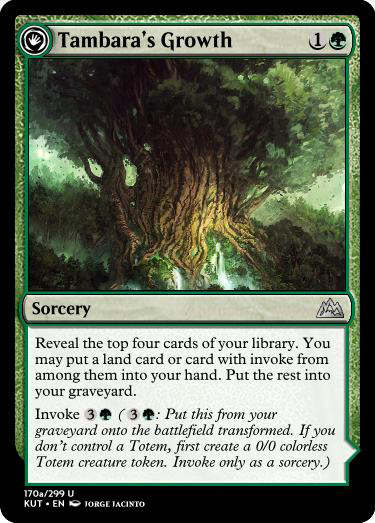 Tambara's Growth 1
Sorcery
Reveal the top four cards of your library. You
may put a land card or card with invoke from
among them into your hand. Put the rest into
your graveyard.
Invoke 3 ( 3 : Put this from your
graveyard onto the battlefield transformed. If you
don't control a Totem, first create a 0/0 colorless
Totem creature token. Invoke only as a sorcery.)
170a/299 U
KUT • EN JORGE JACINTO